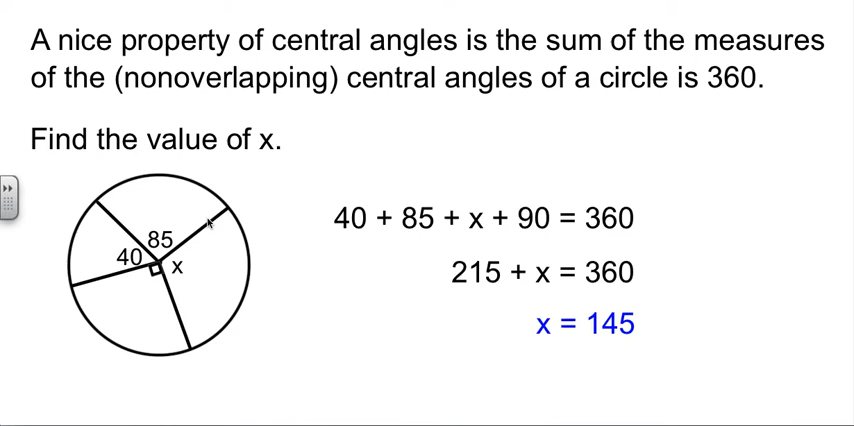 A nice property of central angles is the sum of the measures
of the (nonoverlapping) central angles of a circle is 360.
Find the value of x.
40 + 85 + x + 90 = 360
85
40
x
215 + x = 360
x = 145